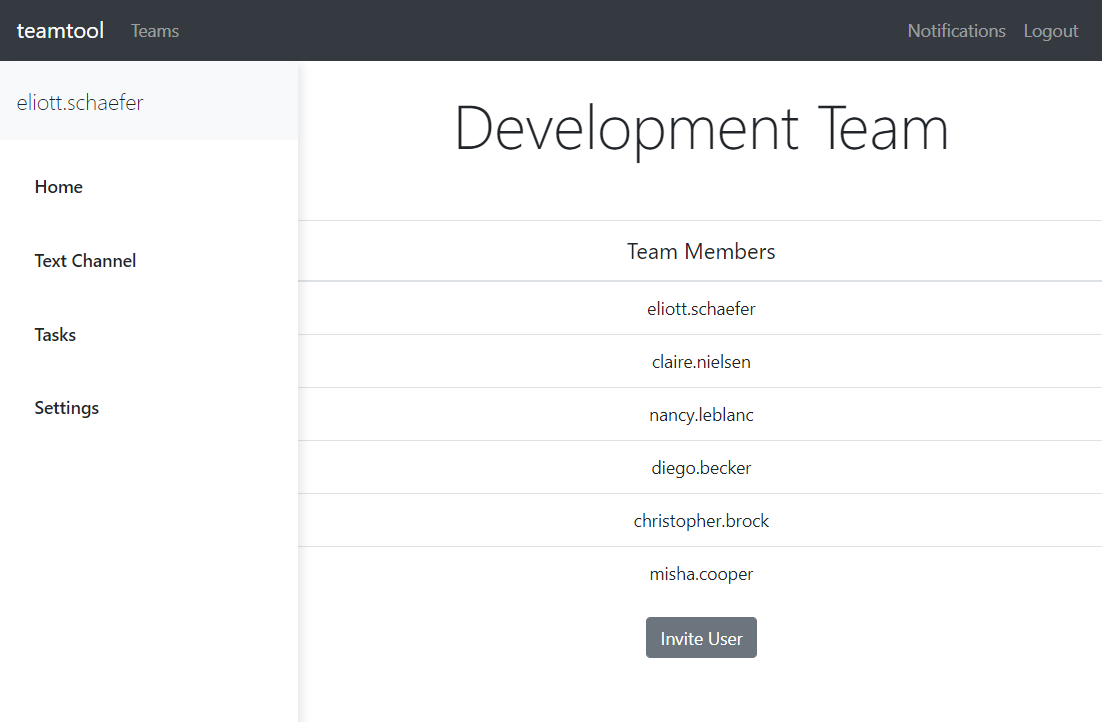 teamtool Teams Notifications Logout
eliott.schaefer
Home
Text Channel
Tasks
Settings
Development Team
Team Members
eliott.schaefer
claire.nielsen
nancy.leblanc
diego.becker
christopher.brock
misha.cooper
Invite User